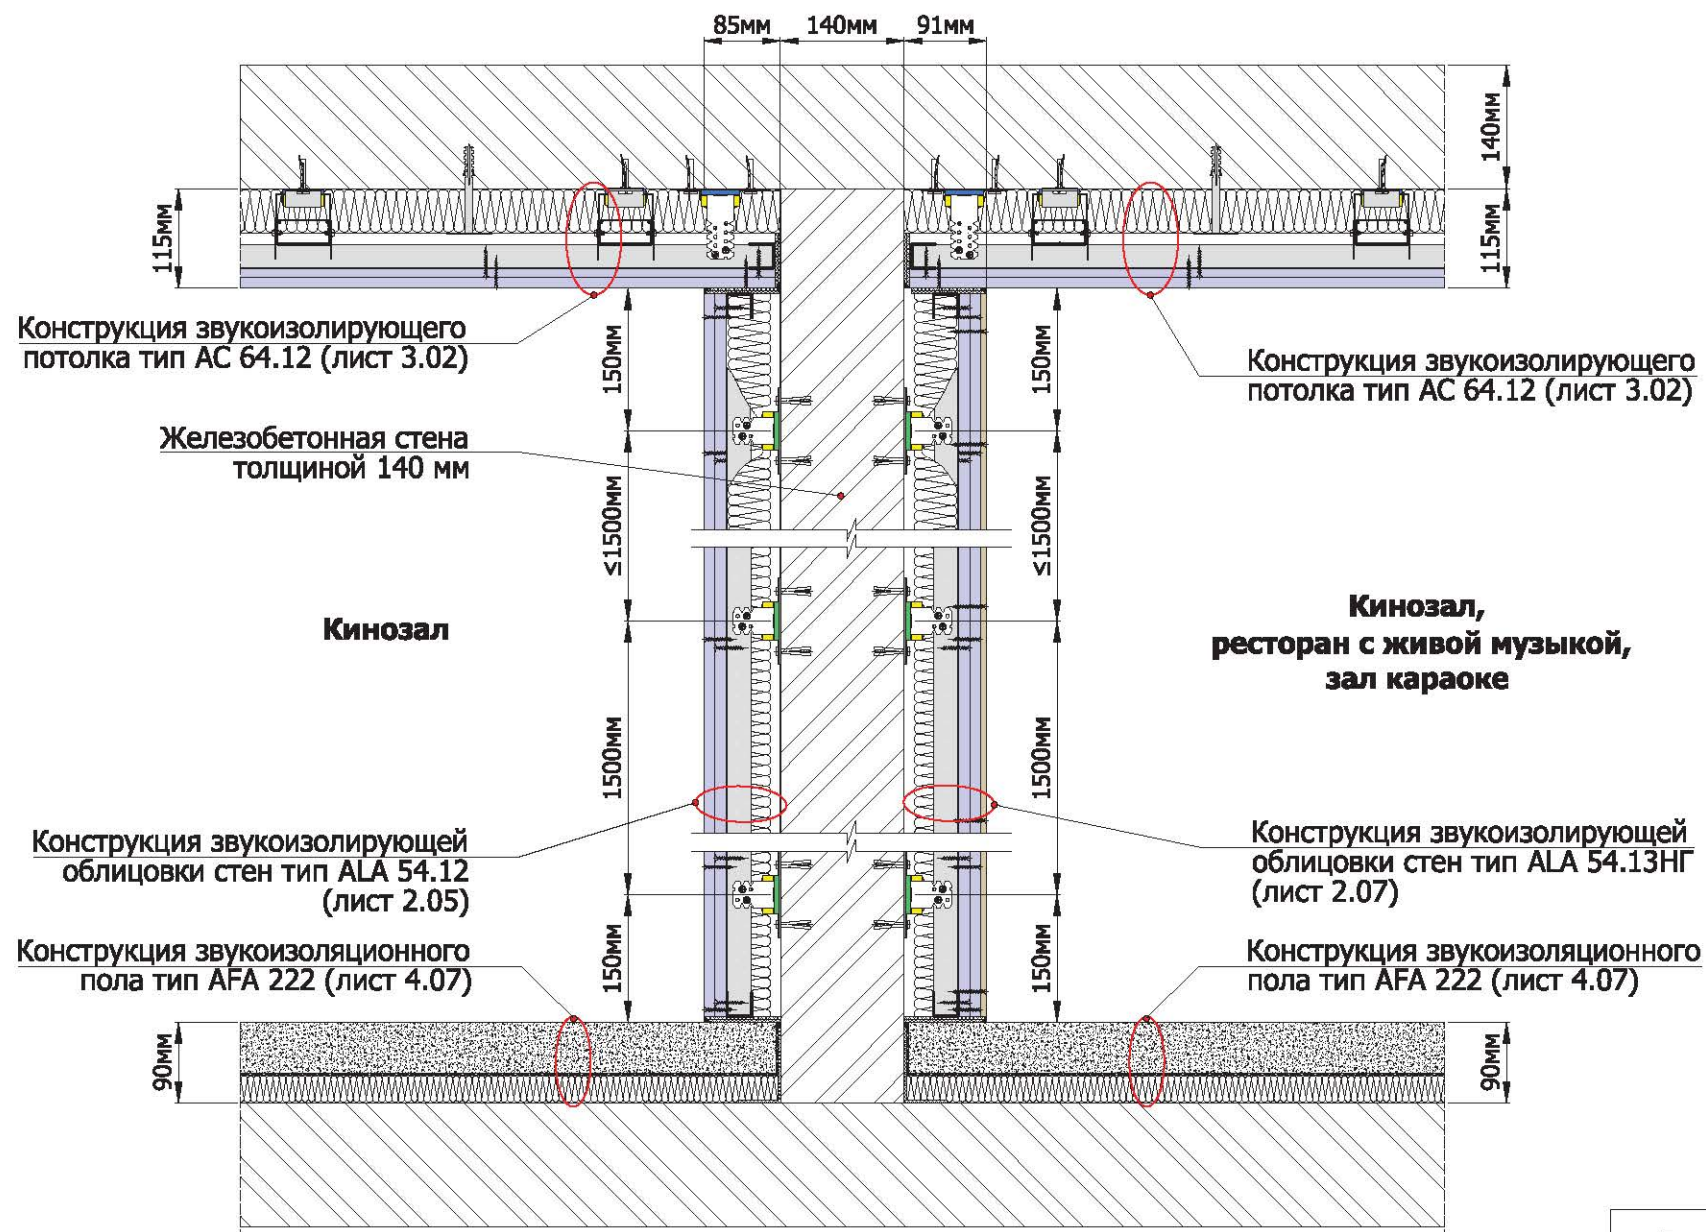 85мм
140мм
91мм
140мм
115мм
115мм
Конструкция звукоизолирующего
потолка тип АС 64.12 (лист 3.02)
150мм
150мм
Конструкция звукоизолирующего
потолка тип АС 64.12 (лист 3.02)
Железобетонная стена
толщиной 140 мм
≤1500мм
≤1500мм
Кинозал
Кинозал,
ресторан с живой музыкой,
зал караоке
1500мм
1500мм
Конструкция звукоизолирующей
облицовки стен тип ALA 54.12
(лист 2.05)
Конструкция звукоизолирующей
облицовки стен тип ALA 54.13НГ
(лист 2.07)
Конструкция звукоизоляционного
пола тип AFA 222 (лист 4.07)
150мм
150мм
Конструкция звукоизоляционного
пола тип AFA 222 (лист 4.07)
90мм
90мм